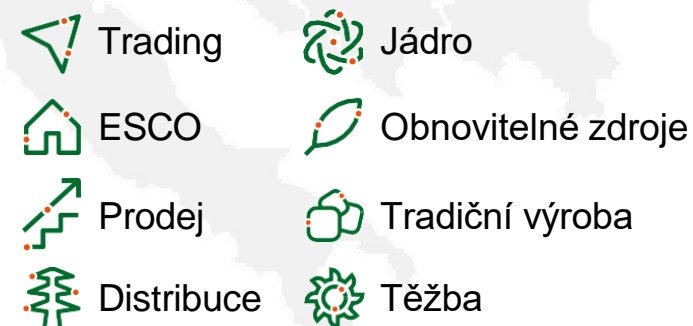 Trading
Jádro
ESCO
Obnovitelné zdroje
Prodej
Tradiční výroba
Distribuce
Těžba